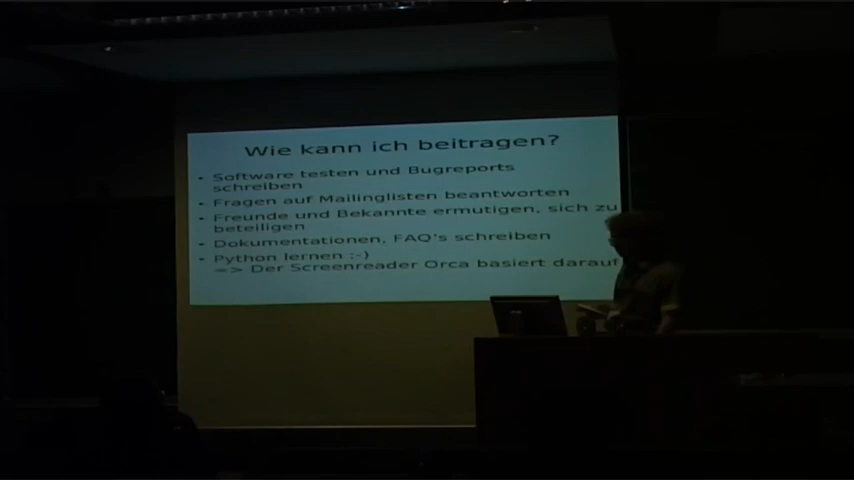 Wie kann ich beitragen?
• Software testen und Bugreports
schreiben
• Fragen auf Mailinglisten beantworten
• Freunde und Bekannte ermutigen, sich zu
beteiligen
• Dokumentationen, FAQ's schreiben
• Python lernen :-)
=> Der Screenreader Orca basiert darauf